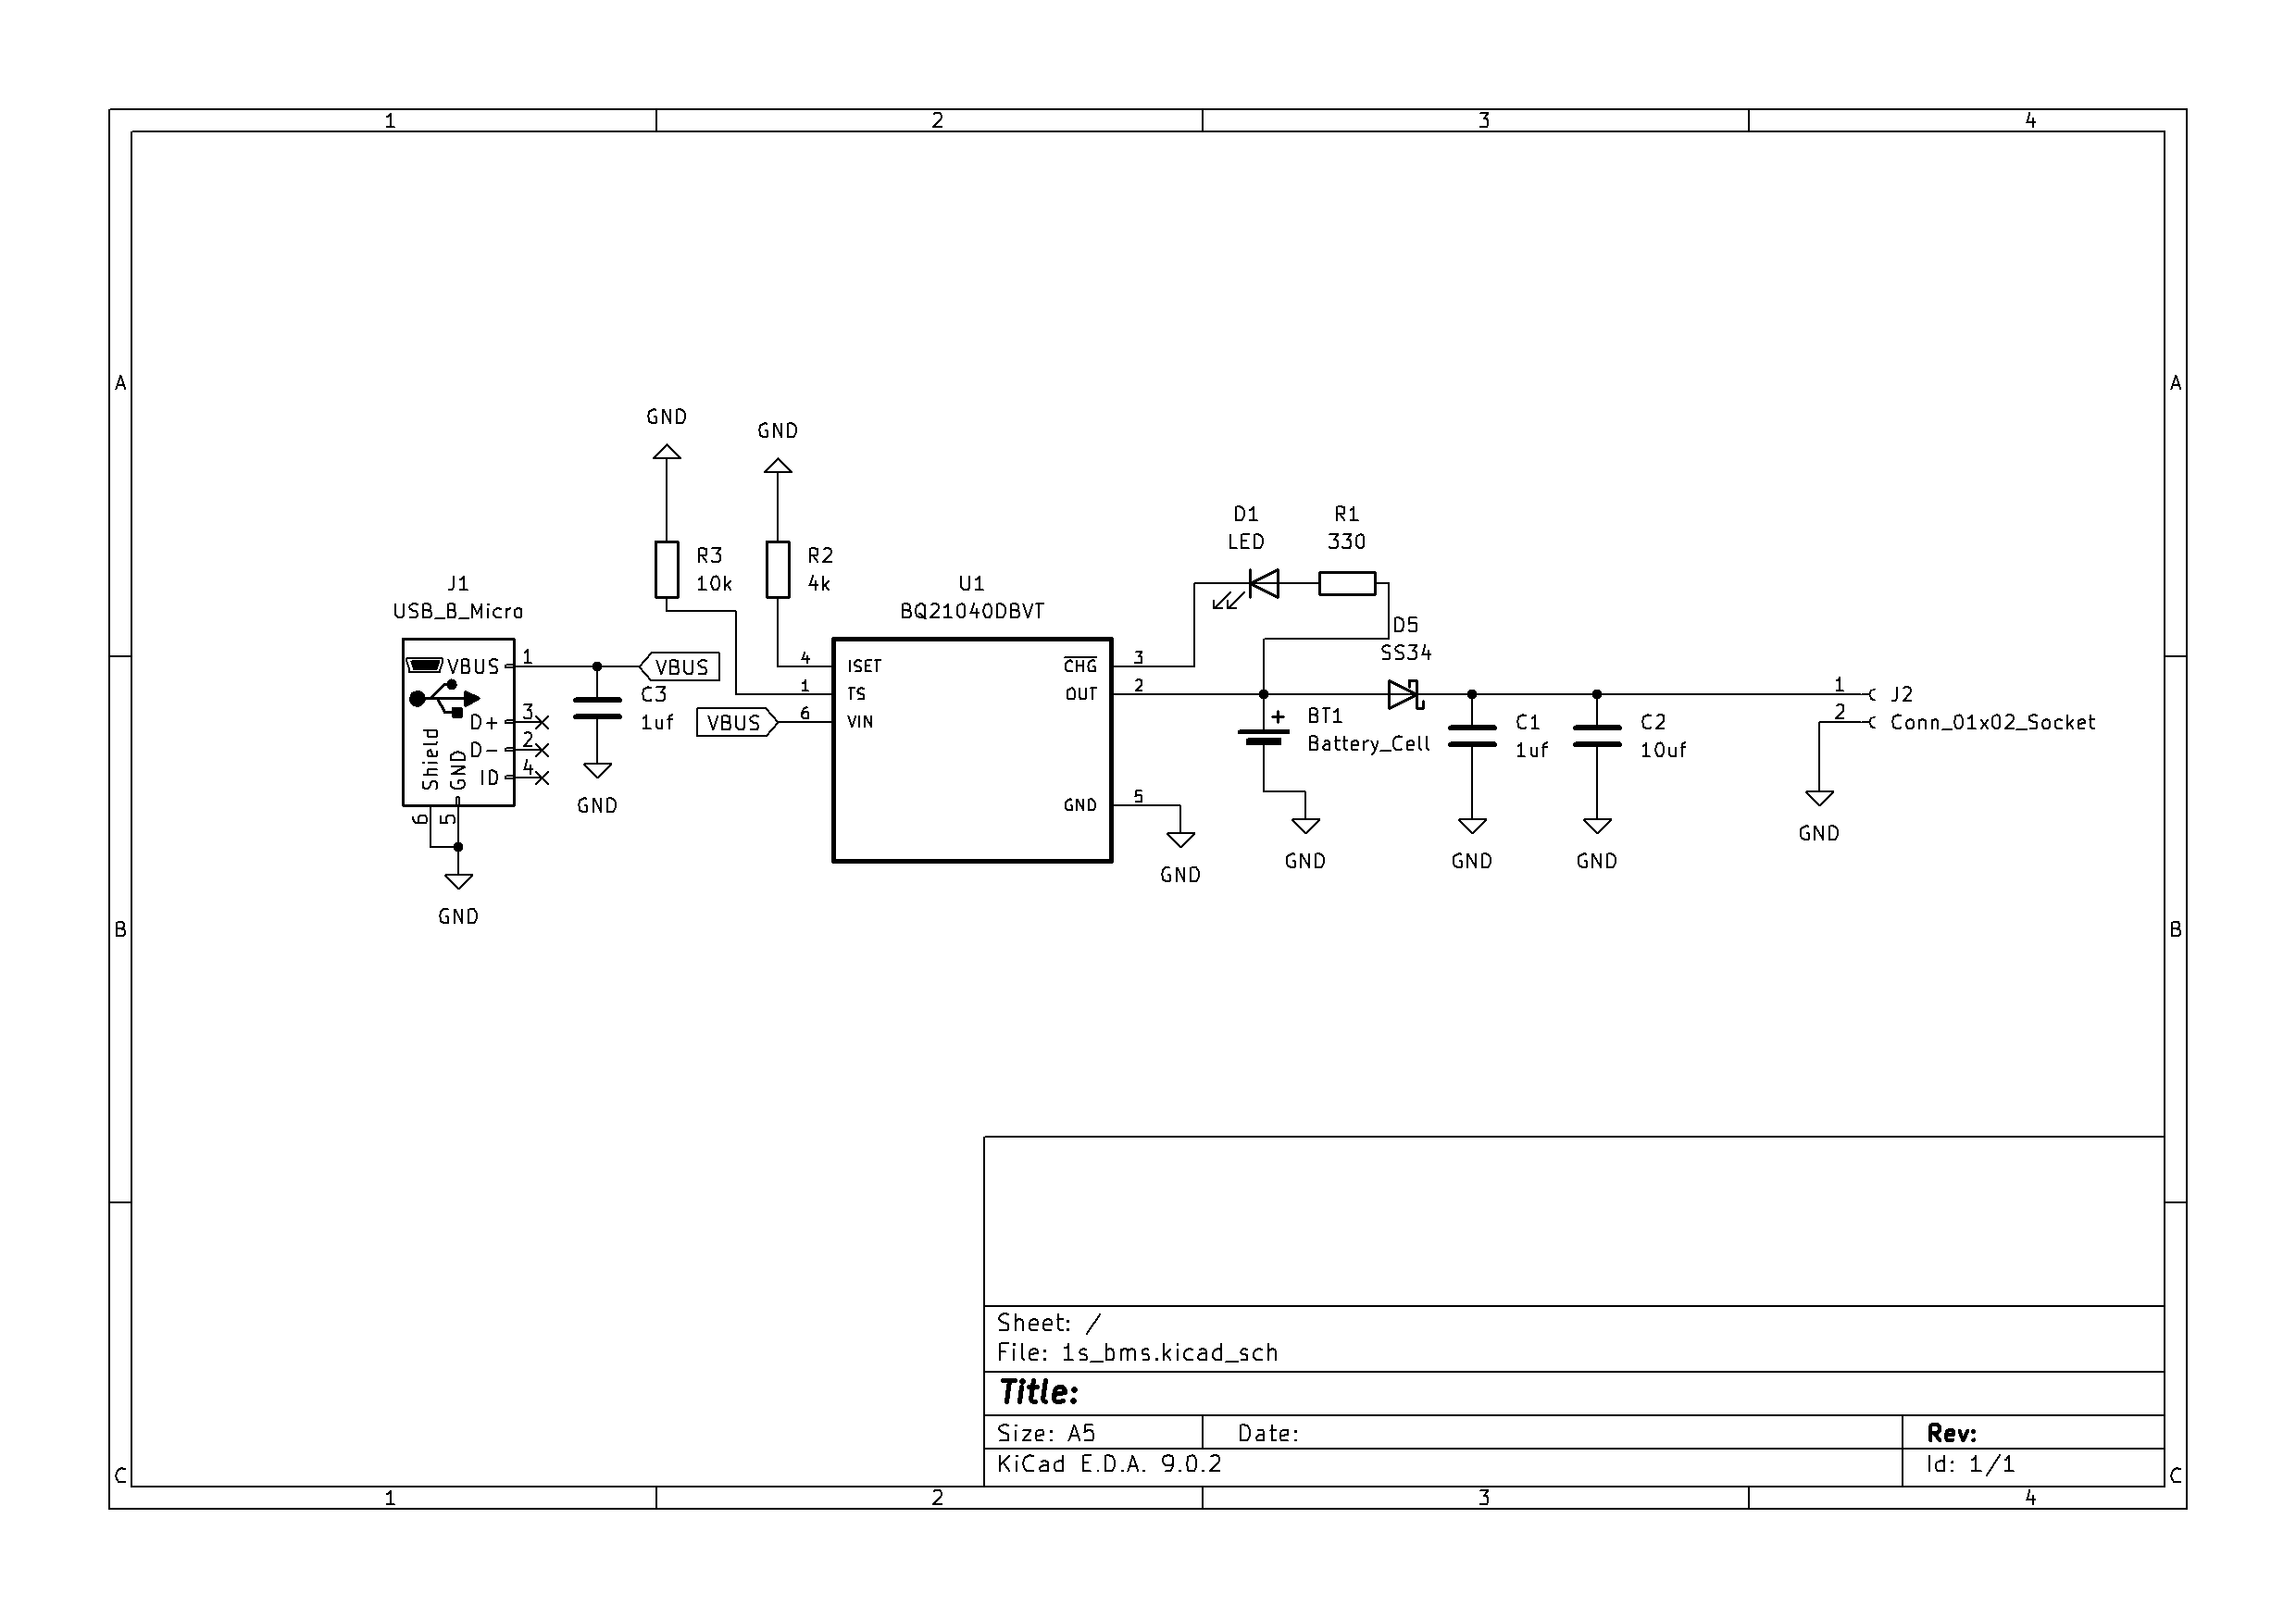 1 2 3 4
A A
GND
GND
D1 R1
LED 330
R3 R2
10k 4k
J1 U1
USB_B_Micro BQ21040DBVT
D5
SS34
VBUS 1 VBUS 4 ISET CHG 3
C3 1 TS OUT 2 1 J2
D+ 3 1uf VBUS 6 VIN + BT1 C1 C2 2 Conn_01x02_Socket
D- 2 Battery_Cell 1uf 10uf
Shield GND ID 4
6 5 GND GND 5
GND
GND GND GND
GND
GND
B B
Sheet: /
File: 1s_bms.kicad_sch
Title:
Size: A5 Date: Rev:
KiCad E.D.A. 9.0.2 Id: 1/1
C C
1 2 3 4